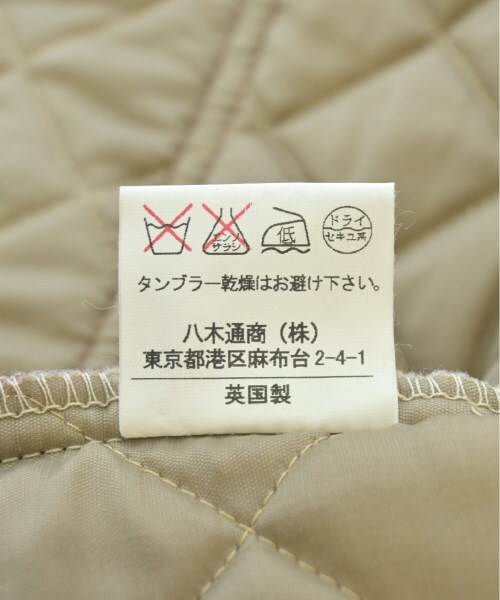 エンソ
サラシ
低
ドライ
セキユ系
タンブラー乾燥はお避け下さい。
八木通商（株）
東京都港区麻布台2-4-1
英国製